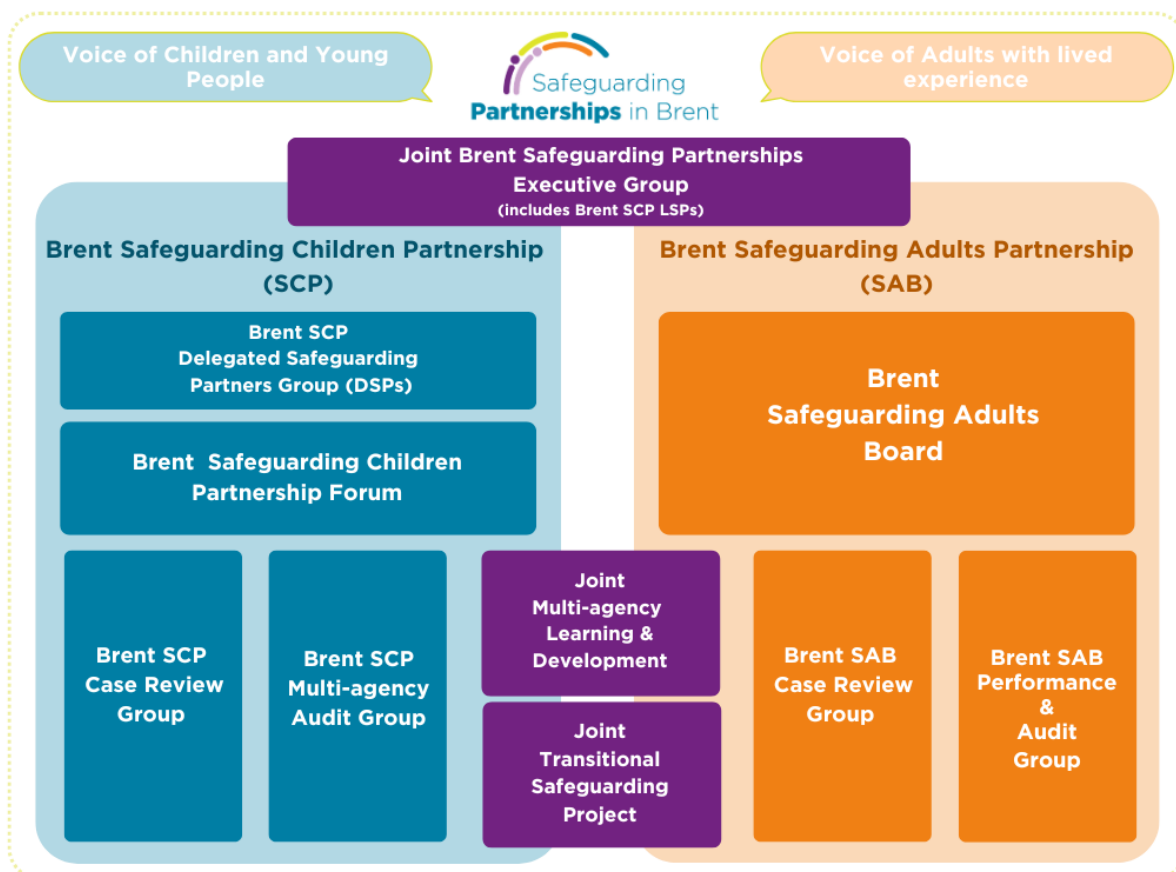 Voice of Children and Young
People
Safeguarding
Partnerships in Brent
Voice of Adults with lived
experience
Joint Brent Safeguarding Partnerships
Executive Group
(includes Brent SCP LSPs)
Brent Safeguarding Children Partnership
(SCP)
Brent Safeguarding Adults Partnership
(SAB)
Brent SCP
Delegated Safeguarding
Partners Group (DSPs)
Brent Safeguarding Children
Partnership Forum
Brent
Safeguarding Adults
Board
Brent SCP
Case Review
Group
Brent SCP
Multi-agency
Audit Group
Joint
Multi-agency
Learning &
Development
Joint
Transitional
Safeguarding
Project
Brent SAB
Case Review
Group
Brent SAB
Performance
&
Audit
Group